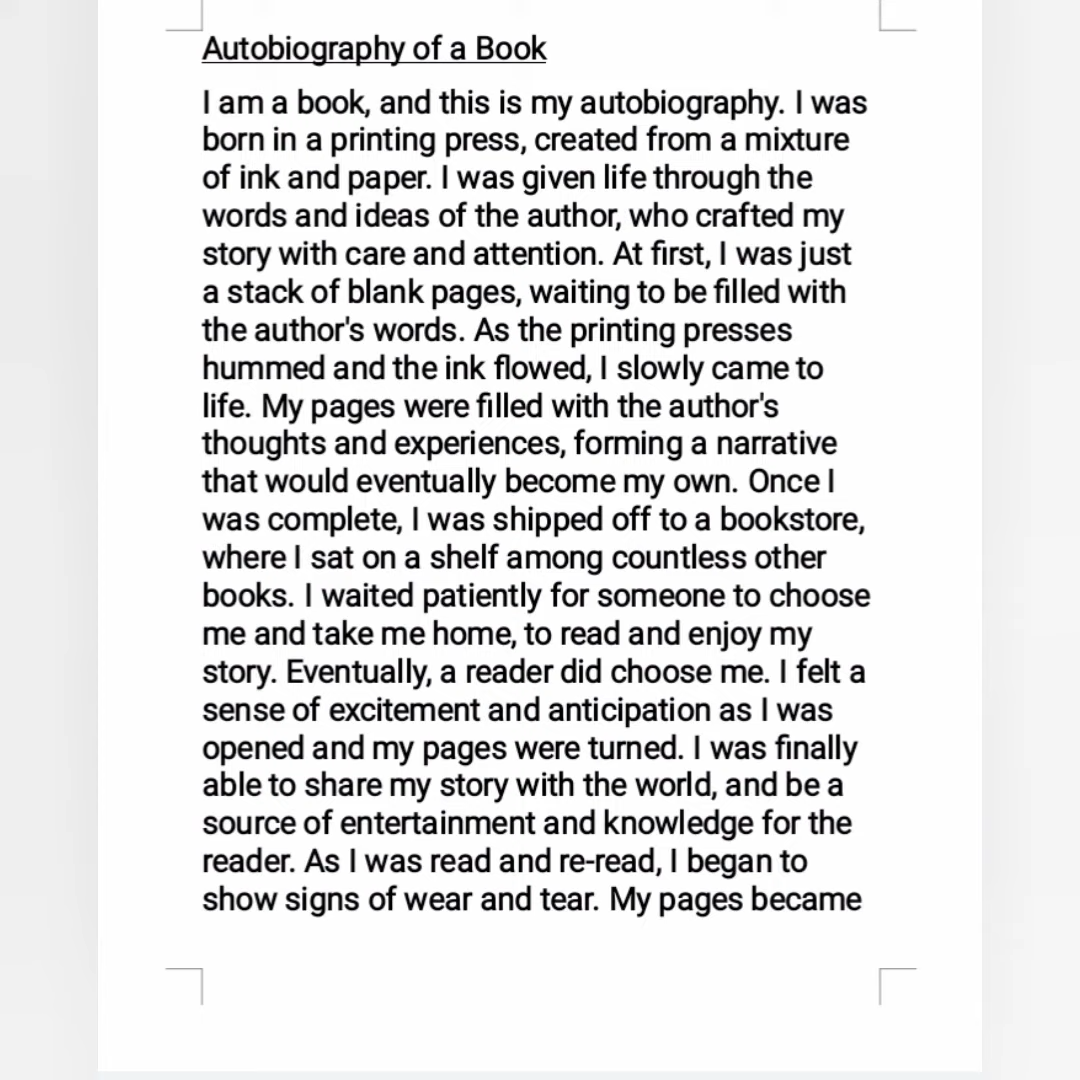 Autobiography of a Book
I am a book, and this is my autobiography. I was
born in a printing press, created from a mixture
of ink and paper. I was given life through the
words and ideas of the author, who crafted my
story with care and attention. At first, I was just
a stack of blank pages, waiting to be filled with
the author's words. As the printing presses
hummed and the ink flowed, I slowly came to
life. My pages were filled with the author's
thoughts and experiences, forming a narrative
that would eventually become my own. Once I
was complete, I was shipped off to a bookstore,
where I sat on a shelf among countless other
books. I waited patiently for someone to choose
me and take me home, to read and enjoy my
story. Eventually, a reader did choose me. I felt a
sense of excitement and anticipation as I was
opened and my pages were turned. I was finally
able to share my story with the world, and be a
source of entertainment and knowledge for the
reader. As I was read and re-read, I began to
show signs of wear and tear. My pages became